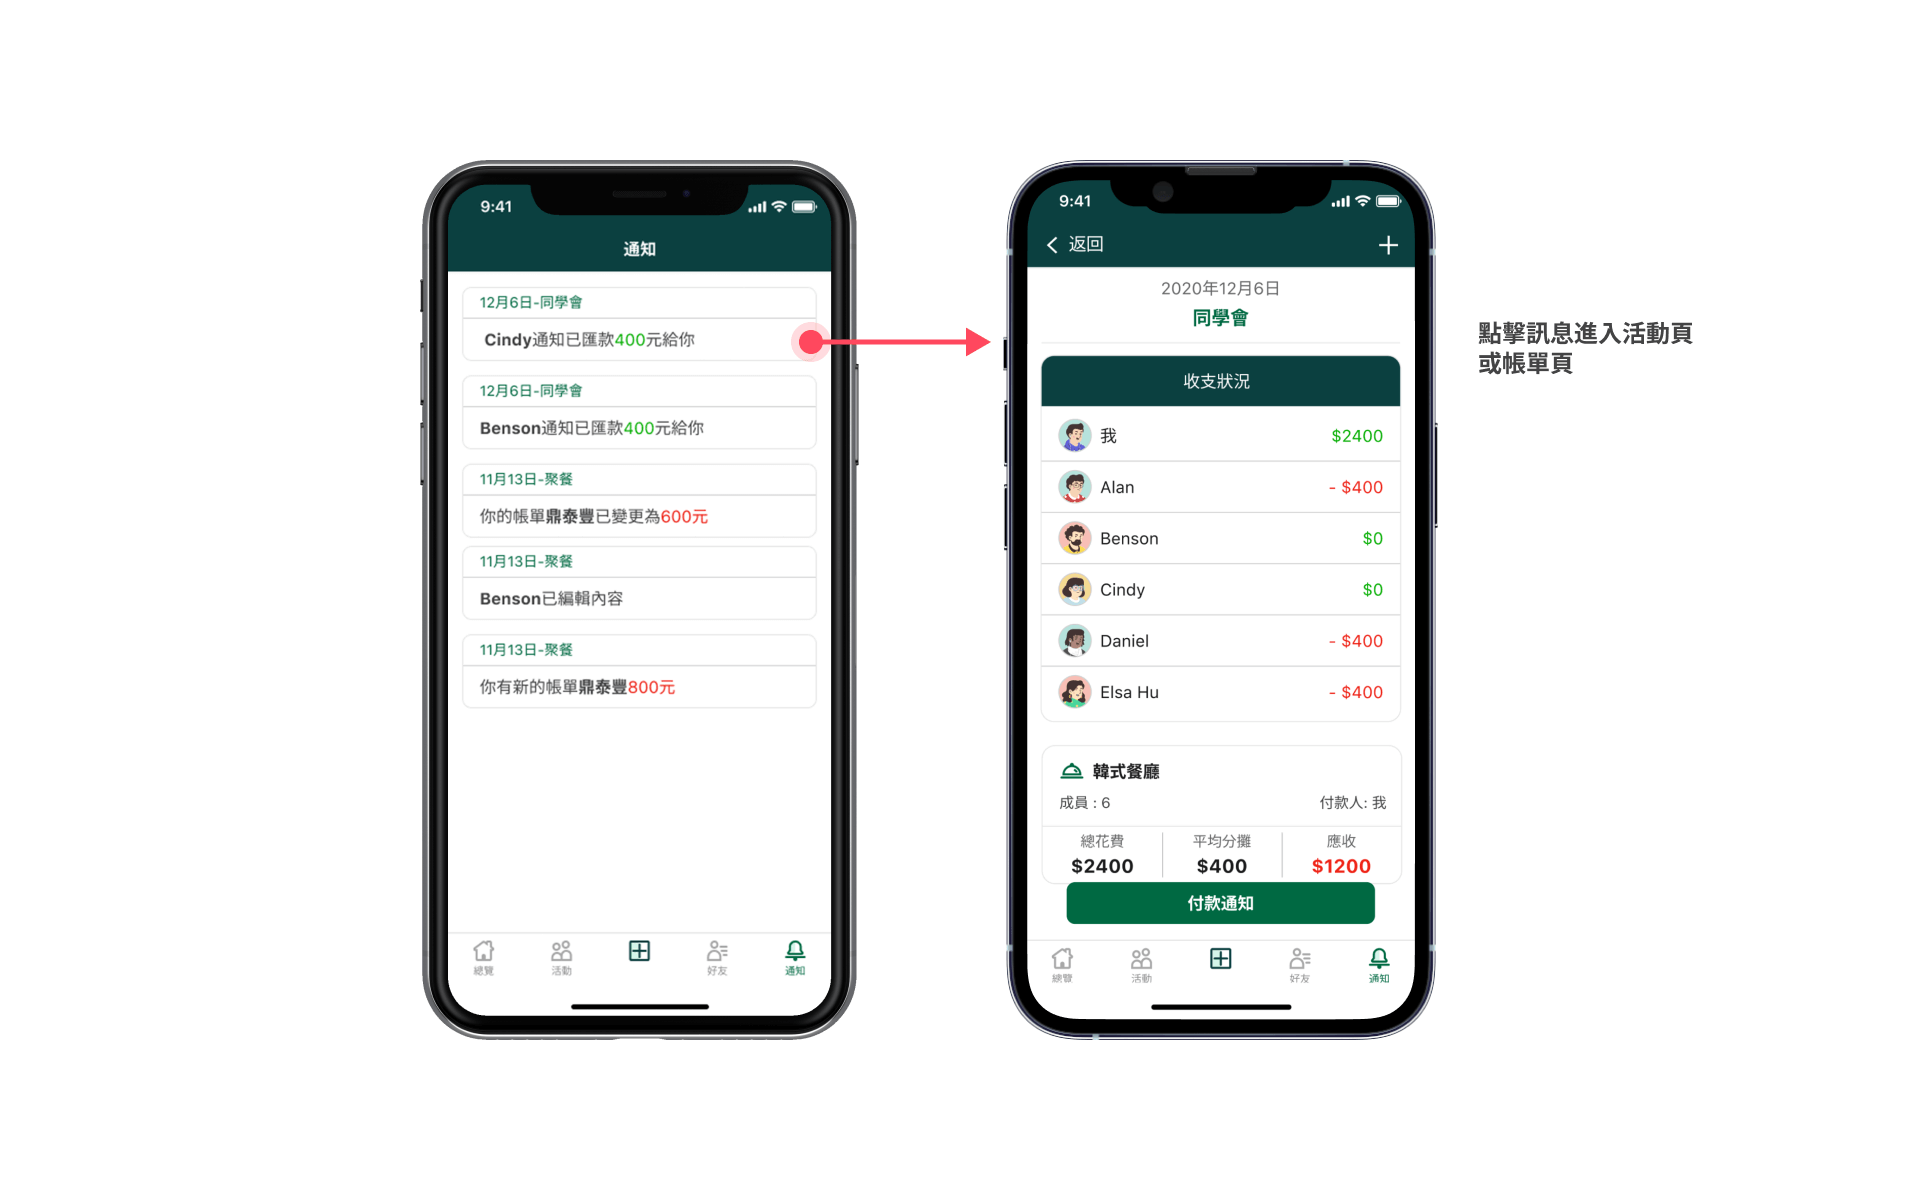 9:41
通知
12月6日-同學會
Cindy通知已匯款400元給你
12月6日-同學會
Benson通知已匯款400元給你
11月13日-聚餐
你的帳單鼎泰豐已變更為600元
11月13日-聚餐
Benson已編輯內容
11月13日-聚餐
你有新的帳單鼎泰豐800元
總覽
活動
好友
通知
9:41
返回
2020年12月6日
同學會
收支狀況
我 $2400
Alan - $400
Benson $0
Cindy $0
Daniel - $400
Elsa Hu - $400
韓式餐廳
成員 : 6 付款人: 我
總花費 平均分攤 應收
$2400 $400 $1200
付款通知
總覽
活動
好友
通知
點擊訊息進入活動頁
或帳單頁